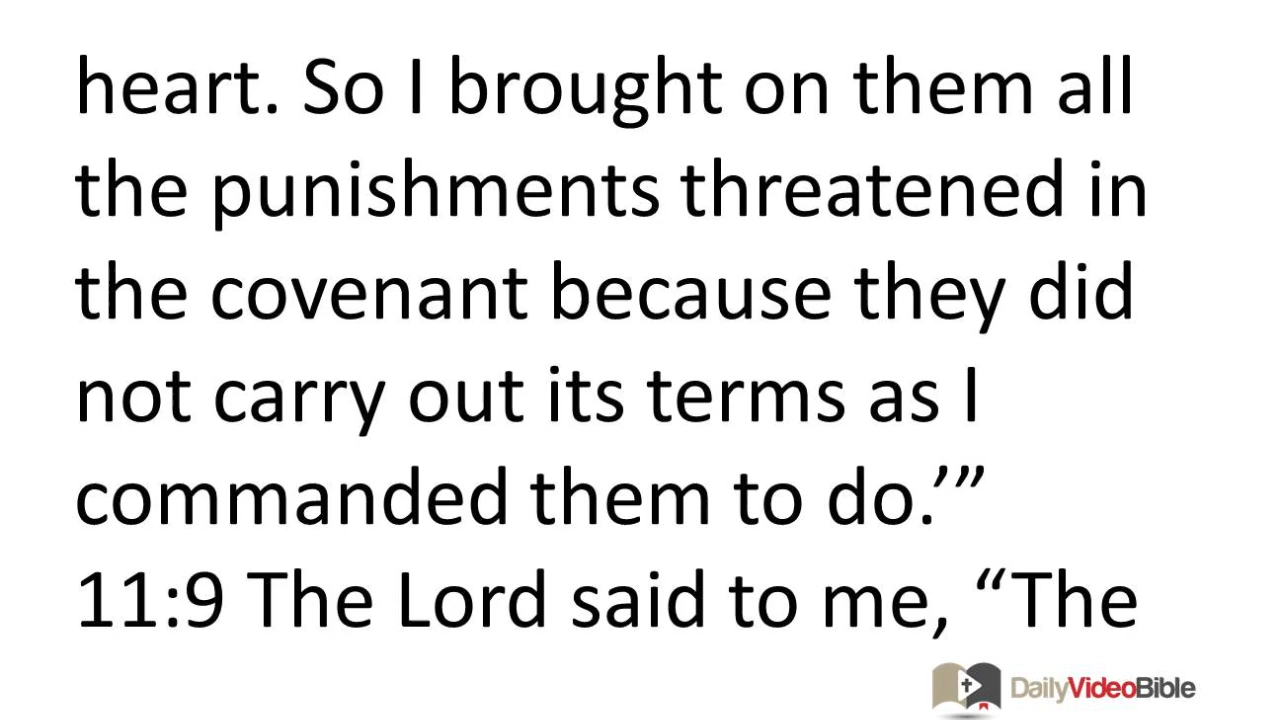 heart. So I brought on them all
the punishments threatened in
the covenant because they did
not carry out its terms as I
commanded them to do.’”
11:9 The Lord said to me, “The
DailyVideoBible